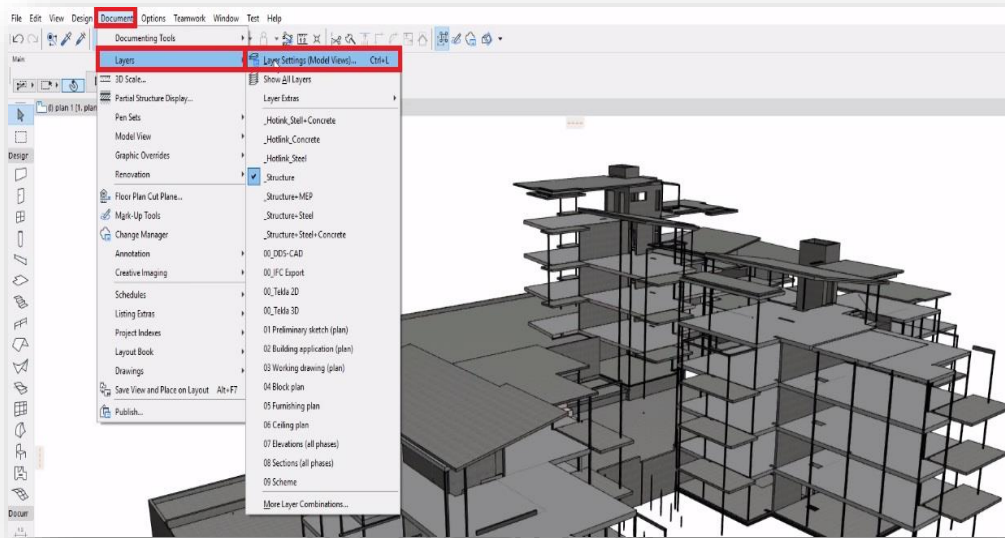 File Edit View Design Document Options Teamwork Window Test Help
Main
(I) plan 1 [1. plan
Design
Docum
Documenting Tools
Layers
3D Scale...
Partial Structure Display...
Pen Sets
Model View
Graphic Overrides
Renovation
Floor Plan Cut Plane...
Mark-Up Tools
Change Manager
Annotation
Creative Imaging
Schedules
Listing Extras
Project Indexes
Layout Book
Drawings
Save View and Place on Layout Alt+F7
Publish...
Layer Settings (Model Views)... Ctrl+L
Show All Layers
Layer Extras
_Hotink_Stell+Concrete
_Hotlink_Concrete
_Hotlink_Steel
_Structure
_Structure+MEP
_Structure+Steel
_Structure+Steel+Concrete
00_DDS-CAD
00_IFC Export
00_Tekla 2D
00_Tekla 3D
01 Preliminary sketch (plan)
02 Building application (plan)
03 Working drawing (plan)
04 Block plan
05 Furnishing plan
06 Ceiling plan
07 Elevations (all phases)
08 Sections (all phases)
09 Scheme
More Layer Combinations...